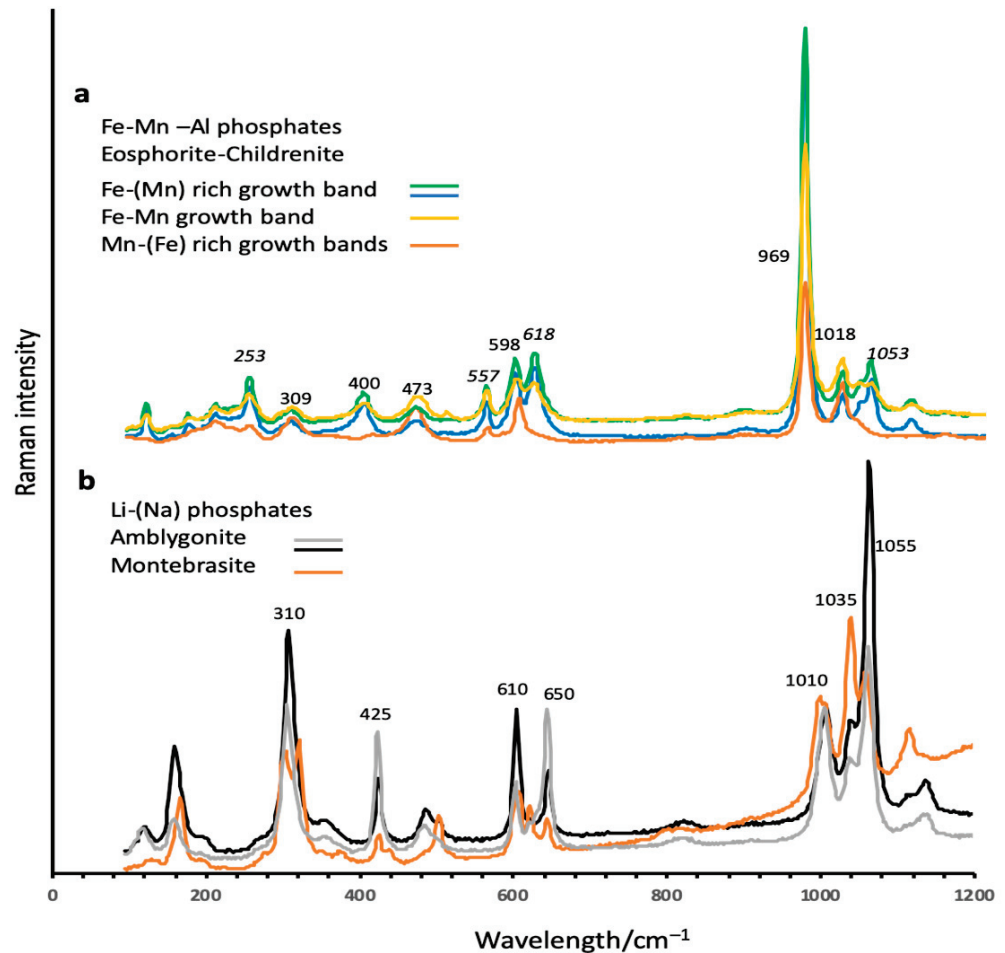 a
Fe-Mn –Al phosphates
Eosphorite-Childrenite
Fe-(Mn) rich growth band
Fe-Mn growth band
Mn-(Fe) rich growth bands
969
1018
1053
253
309
400
473
557
598
618
Raman intensity
b
Li-(Na) phosphates
Amblygonite
Montebrasite
310
425
610
650
1010
1035
1055
0 200 400 600 800 1000 1200
Wavelength/cm⁻¹